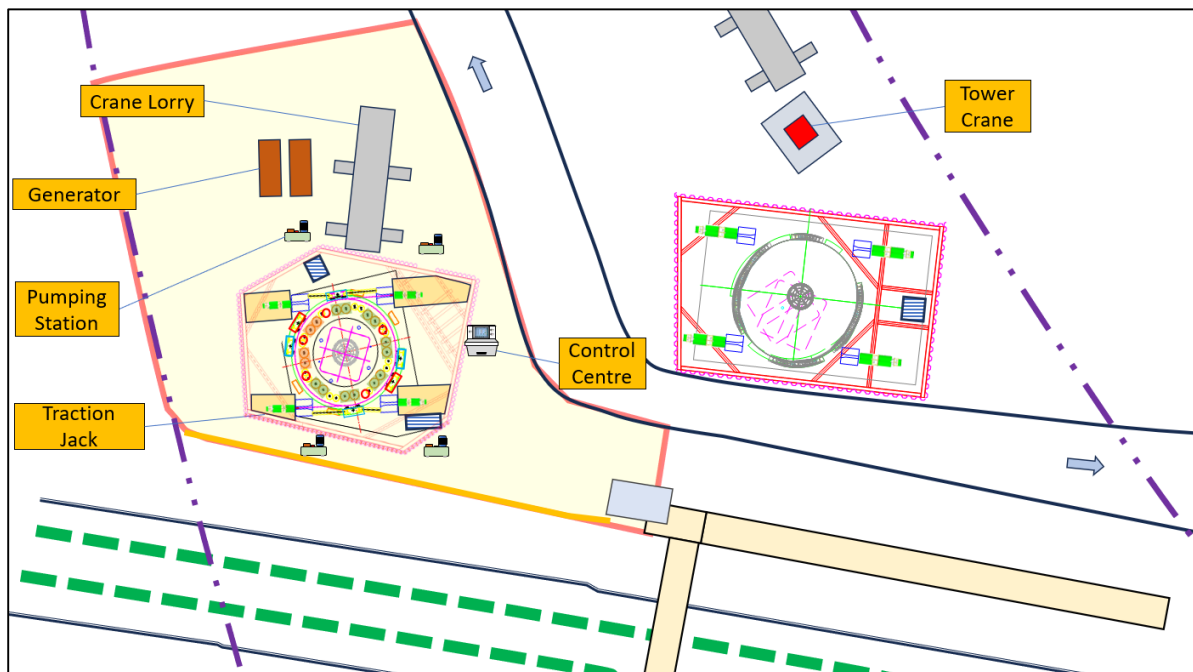 Crane Lorry
Tower
Crane
Generator
Pumping
Station
Control
Centre
Traction
Jack